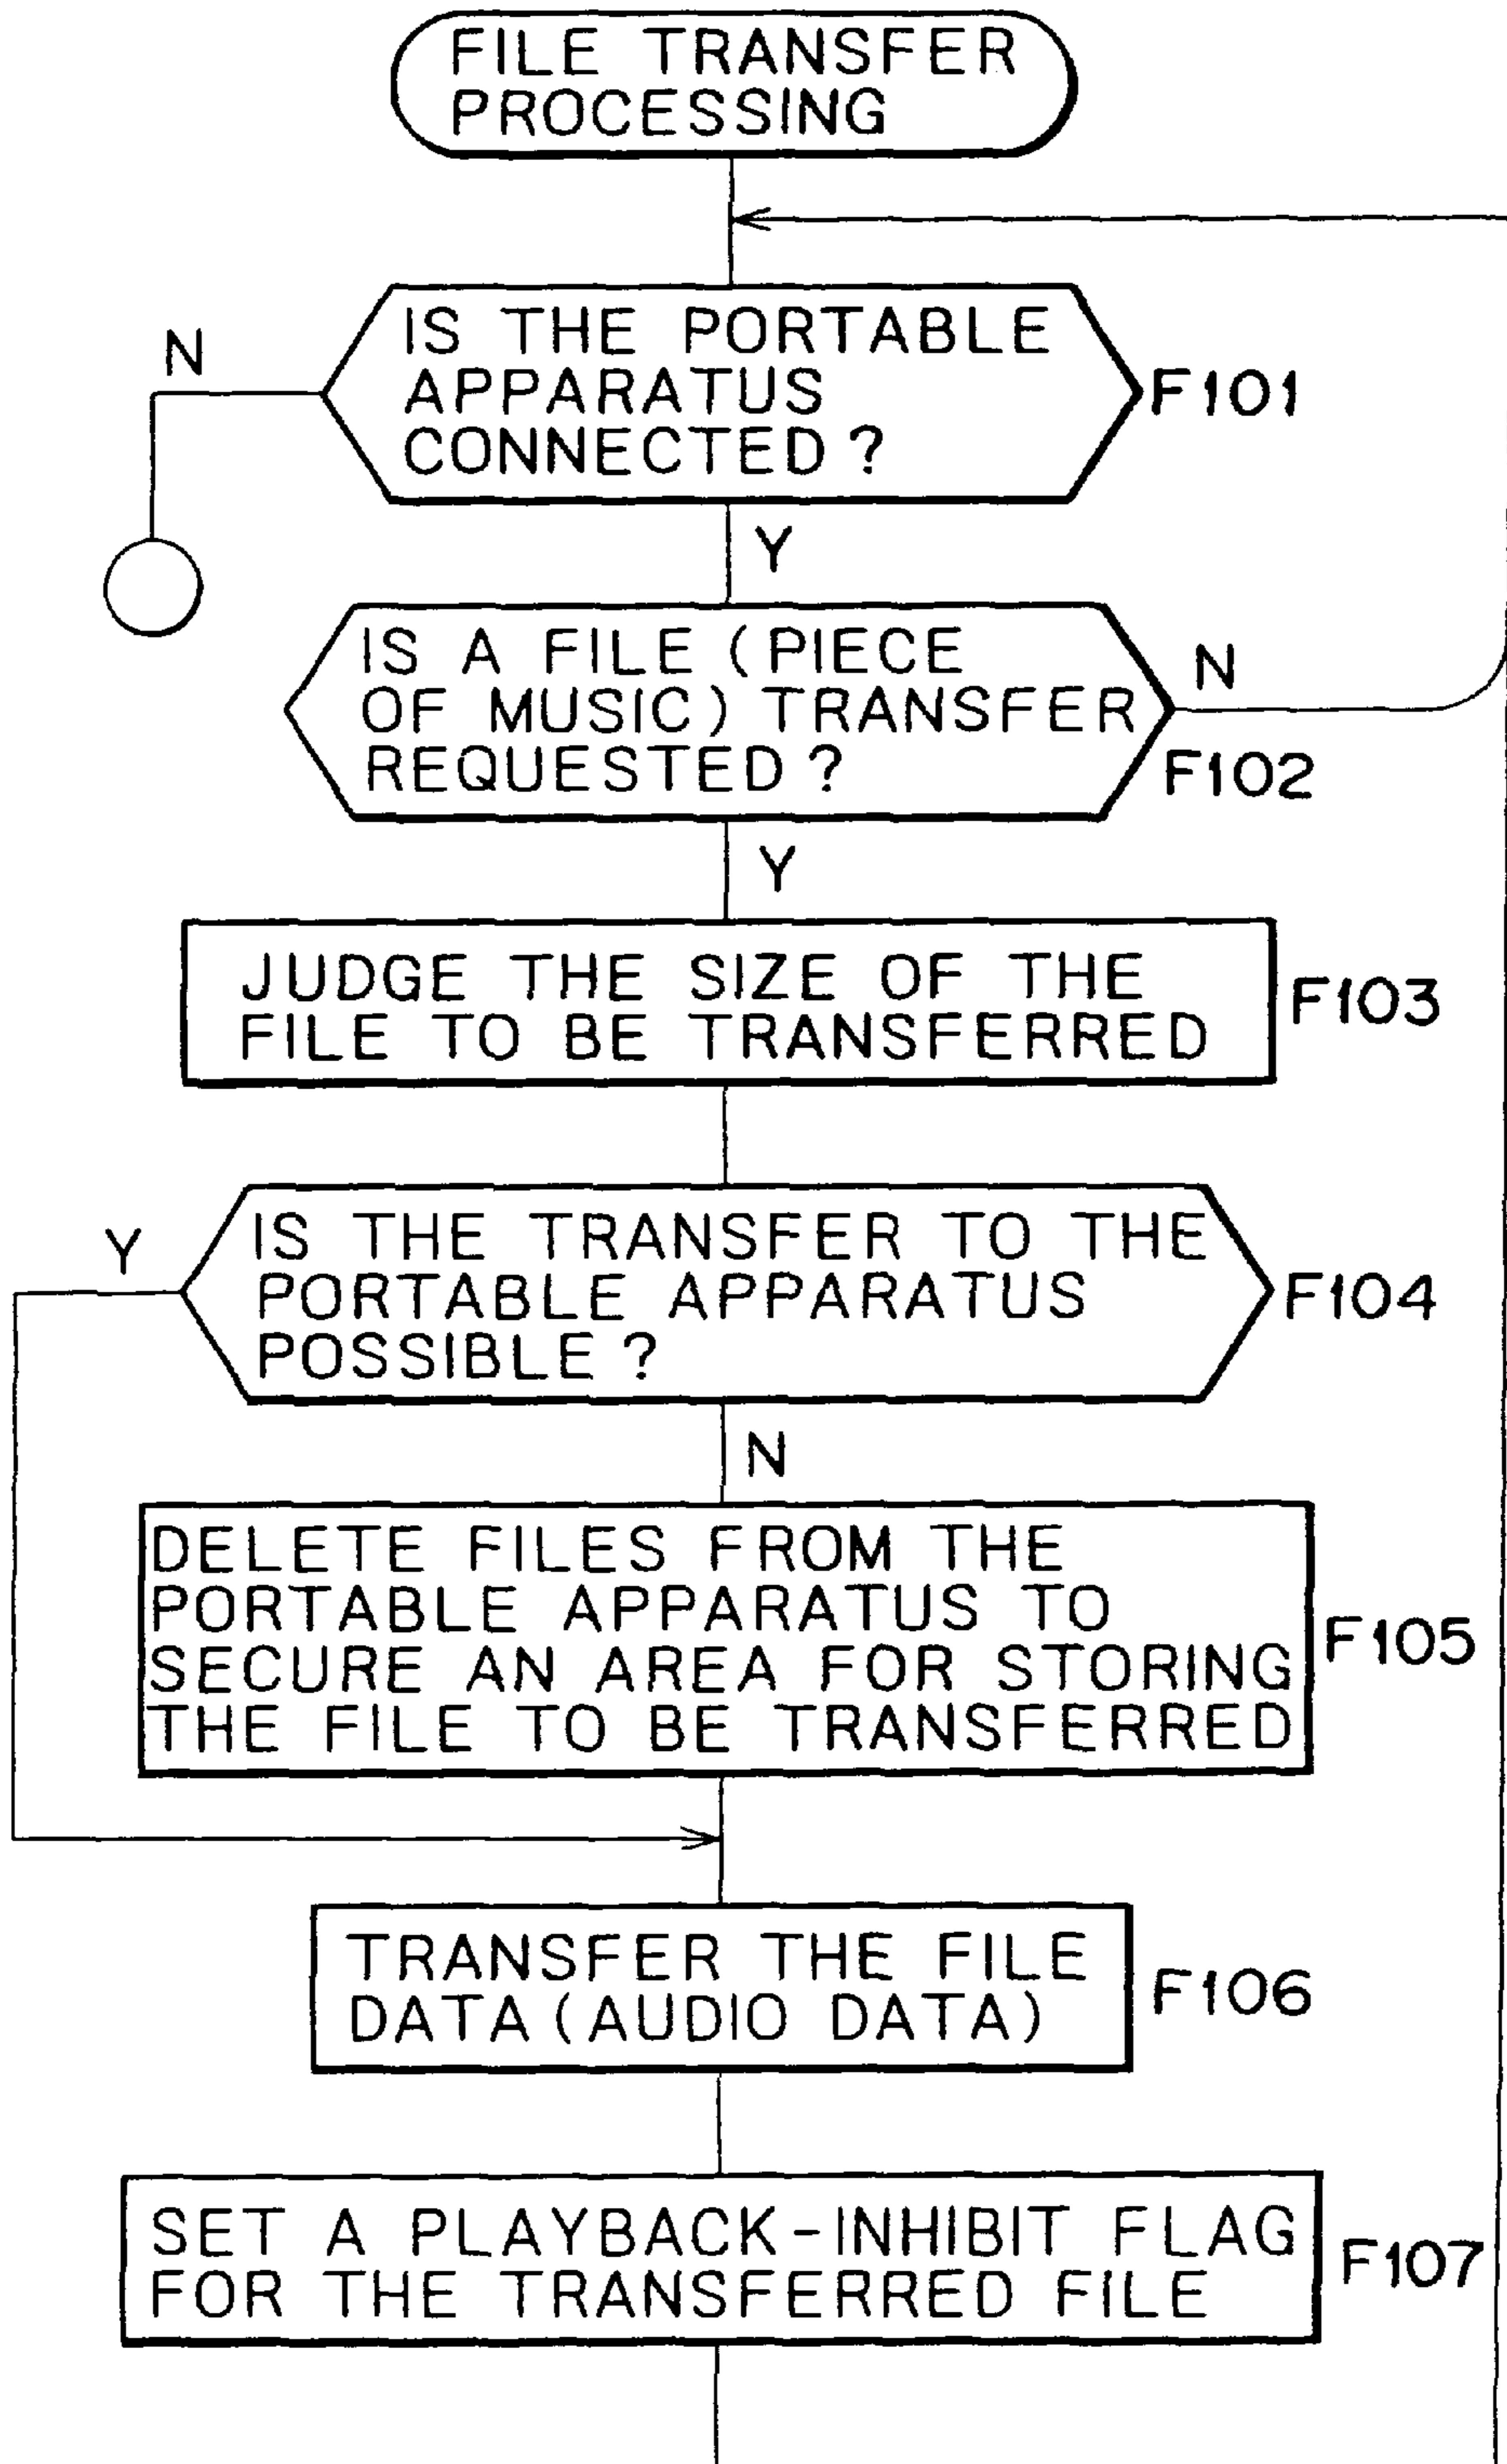 FILE TRANSFER
PROCESSING
N
IS THE PORTABLE
APPARATUS
CONNECTED?
F101
Y
IS A FILE (PIECE
OF MUSIC) TRANSFER
REQUESTED?
N
F102
Y
JUDGE THE SIZE OF THE
FILE TO BE TRANSFERRED
F103
Y
IS THE TRANSFER TO THE
PORTABLE APPARATUS
POSSIBLE?
F104
N
DELETE FILES FROM THE
PORTABLE APPARATUS TO
SECURE AN AREA FOR STORING
THE FILE TO BE TRANSFERRED
F105
TRANSFER THE FILE
DATA (AUDIO DATA)
F106
SET A PLAYBACK-INHIBIT FLAG
FOR THE TRANSFERRED FILE
F107